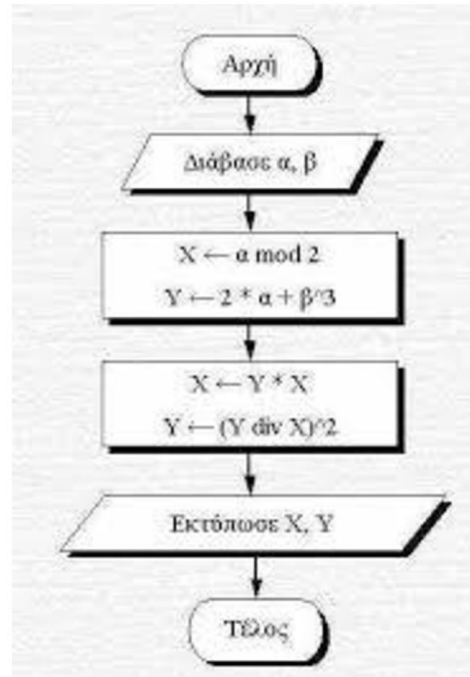 Αρχή
Διάβασε α, β
Χ ← α mod 2
Υ ← 2 * α + β^3
Χ ← Υ * Χ
Υ ← (Υ div Χ)^2
Εκτύπωσε Χ, Υ
Τέλος